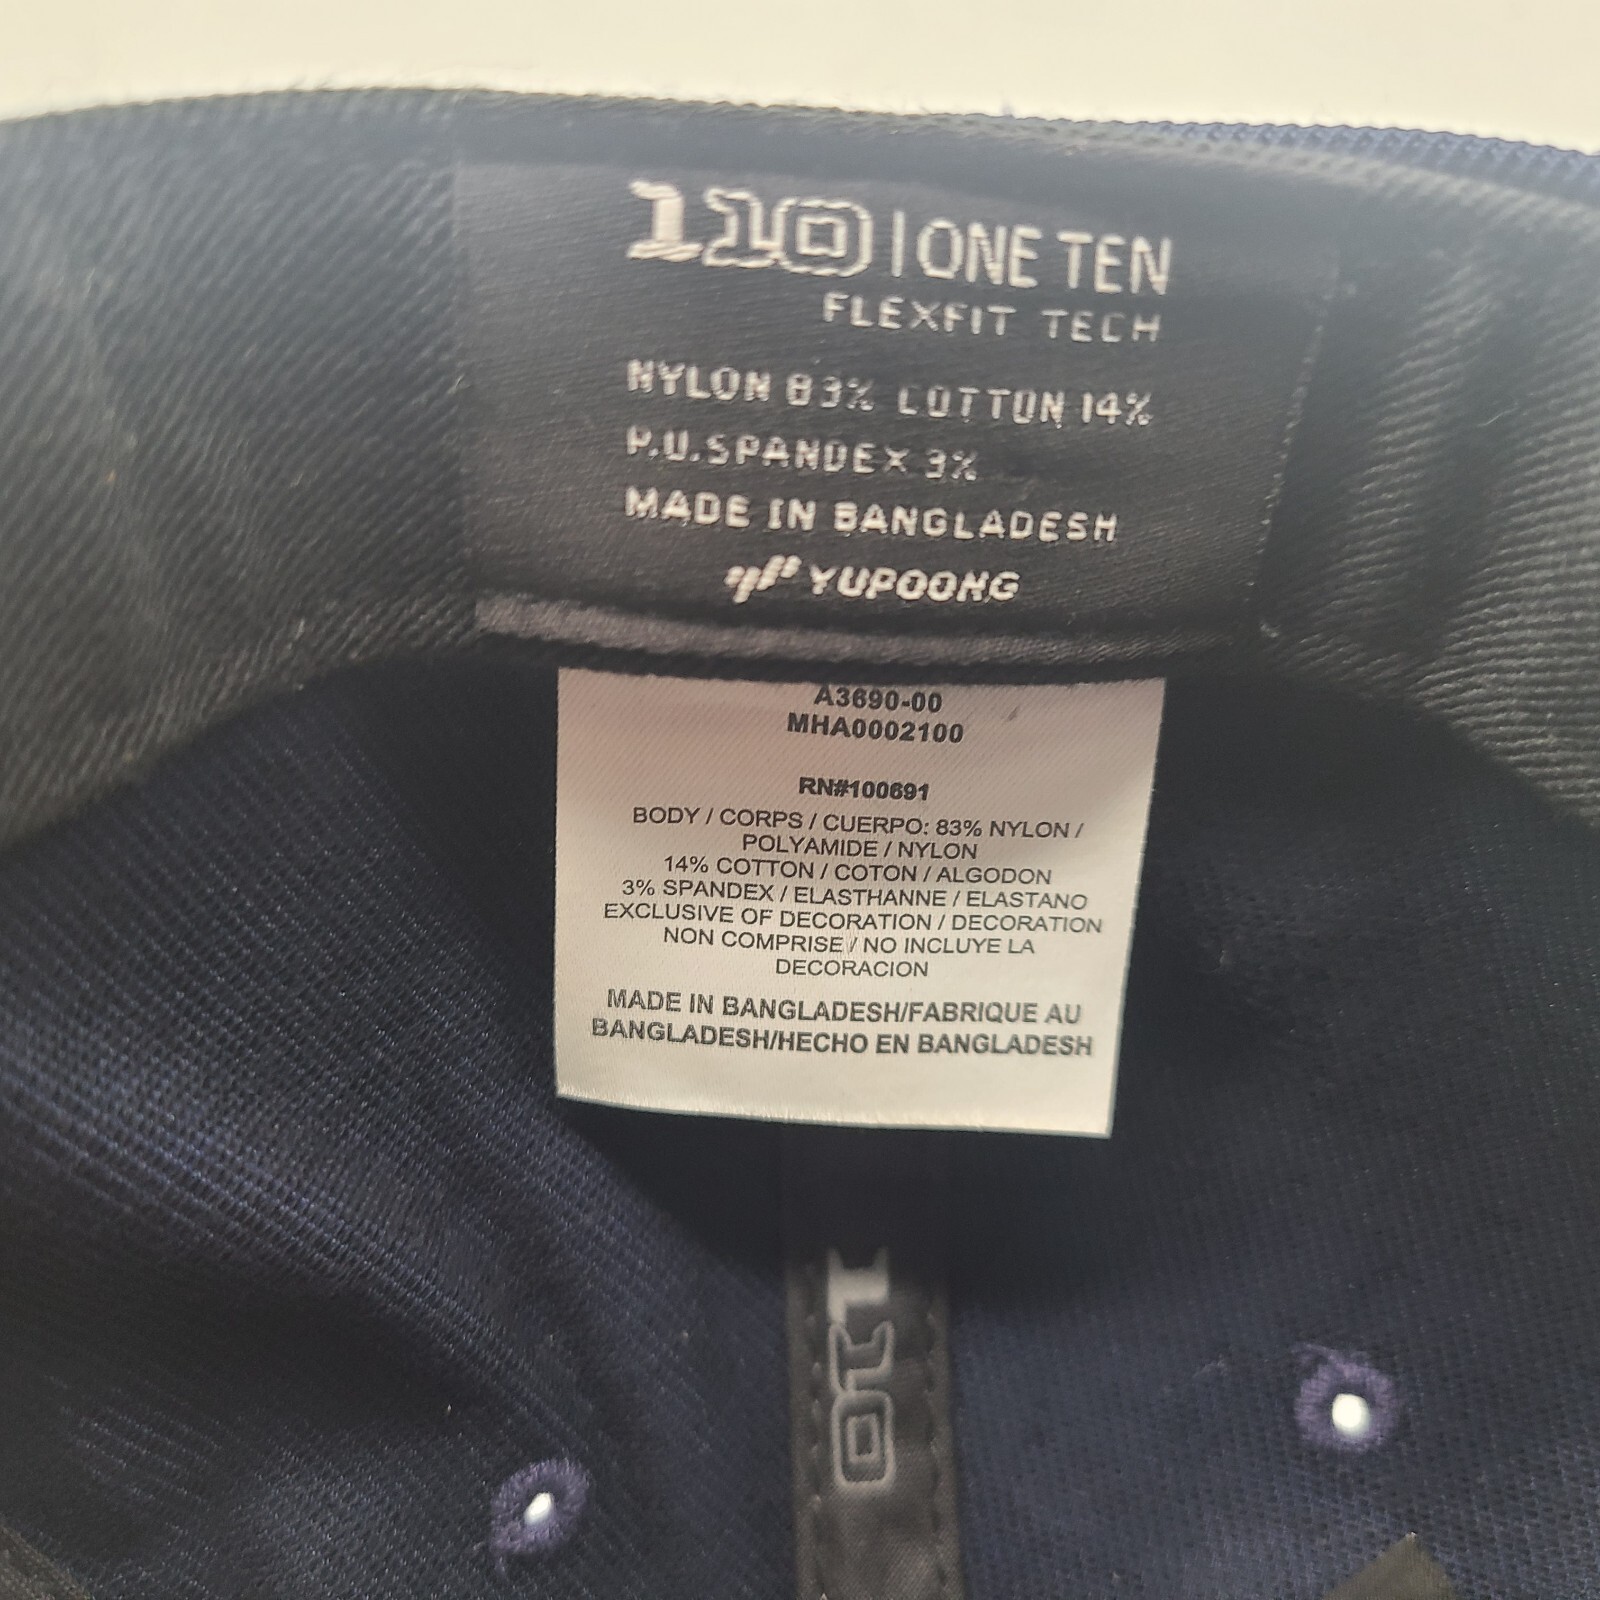 110 | ONE TEN
FLEXFIT TECH
NYLON 83% COTTON 14%
P.U.SPANDEX 3%
MADE IN BANGLADESH
YUPOONG
A3690-00
MHA0002100
RN#100691
BODY / CORPS / CUERPO: 83% NYLON /
POLYAMIDE / NYLON
14% COTTON / COTON / ALGODON
3% SPANDEX / ELASTHANNE / ELASTANO
EXCLUSIVE OF DECORATION / DECORATION
NON COMPRISE / NO INCLUYE LA
DECORACION
MADE IN BANGLADESH/FABRIQUE AU
BANGLADESH/HECHO EN BANGLADESH
110